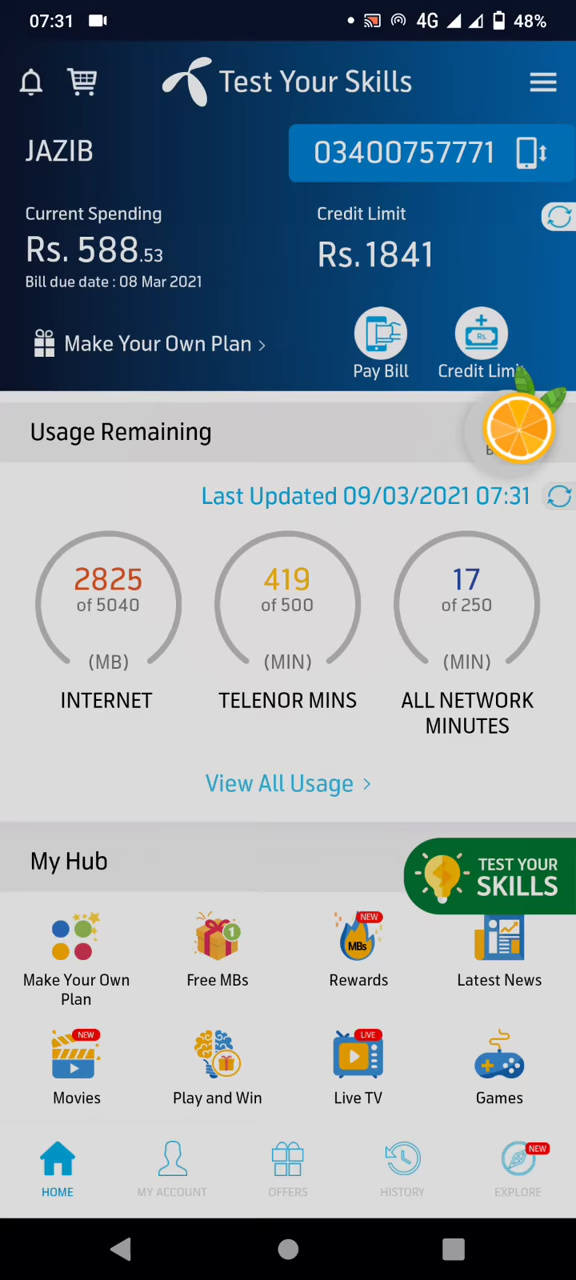 07:31 4G 48%
Test Your Skills
JAZIB 03400757771
Current Spending Credit Limit
Rs. 588.53 Rs. 1841
Bill due date : 08 Mar 2021
Make Your Own Plan >
Pay Bill Credit Limit
Usage Remaining
Last Updated 09/03/2021 07:31
2825 419 17
of 5040 of 500 of 250
(MB) (MIN) (MIN)
INTERNET TELENOR MINS ALL NETWORK
MINUTES
View All Usage >
My Hub
TEST YOUR
SKILLS
NEW
1 MBs
Make Your Own Free MBs Rewards Latest News
Plan
NEW LIVE
Movies Play and Win Live TV Games
NEW
HOME MY ACCOUNT OFFERS HISTORY EXPLORE